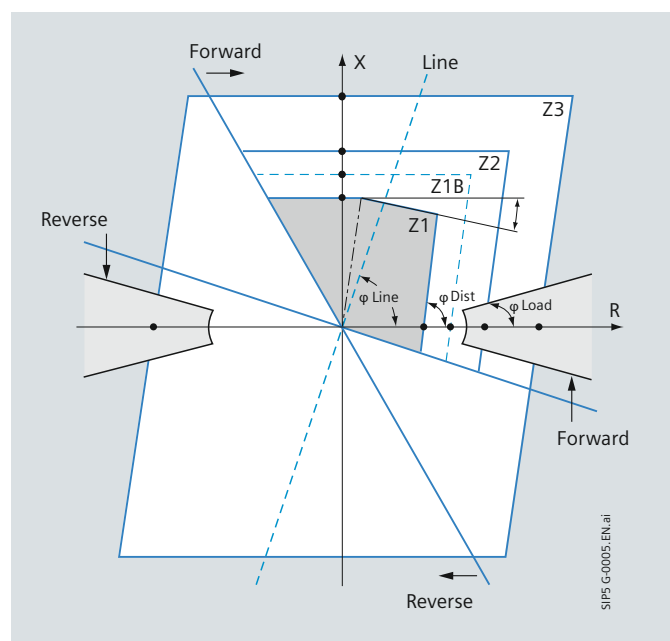 Forward
X
Line
Z3
Z2
Z1B
Z1
Reverse
φ Line
φ Dist
φ Load
R
Forward
Reverse
SIP5 G-0005.EN.ai